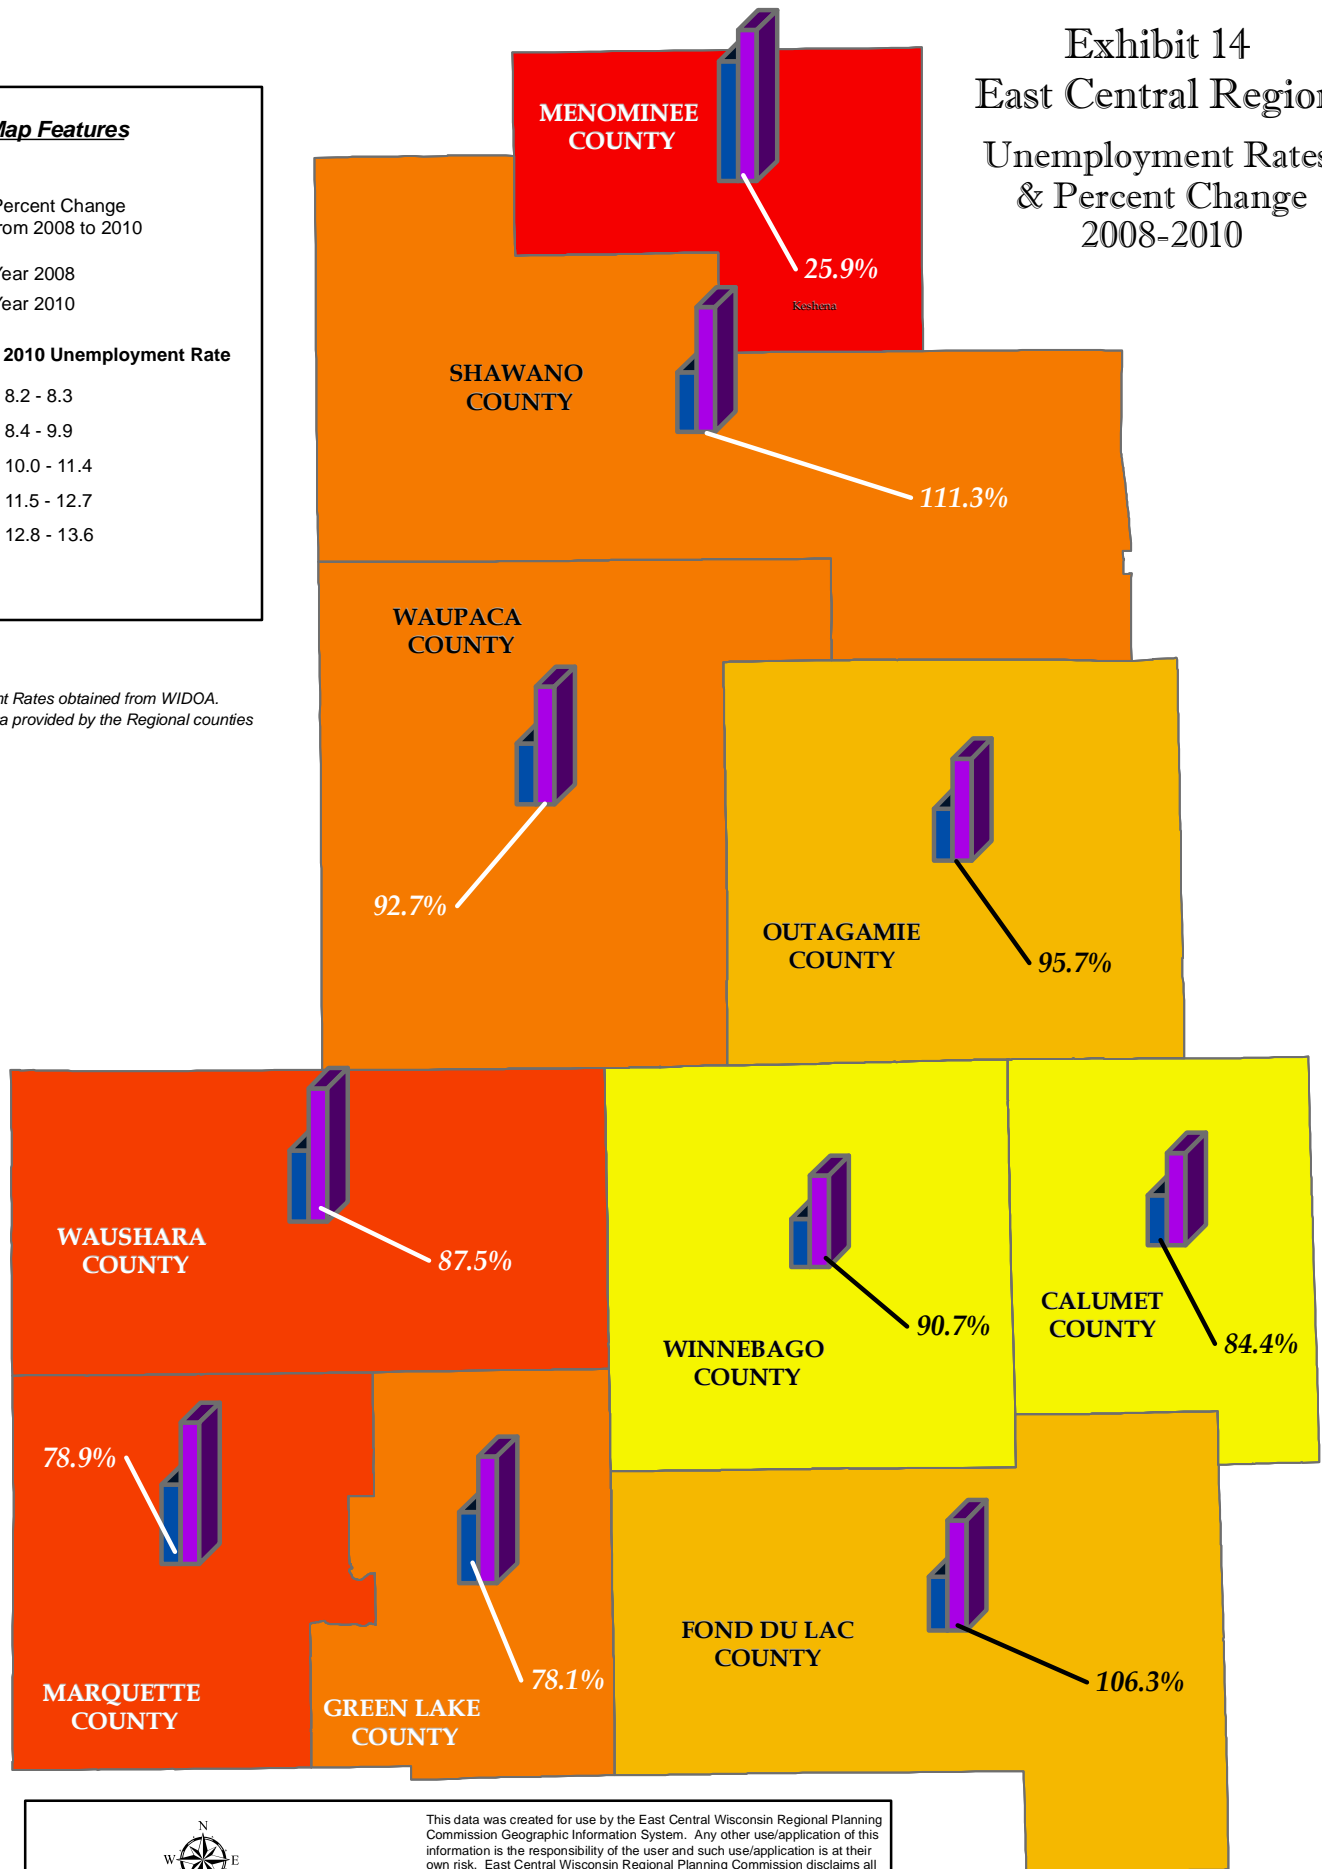 Exhibit 14
East Central Region
Unemployment Rates
& Percent Change
2008-2010
Map Features
Percent Change
from 2008 to 2010
Year 2008
Year 2010
2010 Unemployment Rate
8.2 - 8.3
8.4 - 9.9
10.0 - 11.4
11.5 - 12.7
12.8 - 13.6
nt Rates obtained from WIDOA.
a provided by the Regional counties
MENOMINEE
COUNTY
25.9%
Keshena
SHAWANO
COUNTY
111.3%
WAUPACA
COUNTY
92.7%
OUTAGAMIE
COUNTY
95.7%
WAUSHARA
COUNTY
87.5%
WINNEBAGO
COUNTY
90.7%
CALUMET
COUNTY
84.4%
78.9%
MARQUETTE
COUNTY
GREEN LAKE
COUNTY
78.1%
FOND DU LAC
COUNTY
106.3%
N
W E
This data was created for use by the East Central Wisconsin Regional Planning
Commission Geographic Information System. Any other use/application of this
information is the responsibility of the user and such use/application is at their
own risk. East Central Wisconsin Regional Planning Commission disclaims all